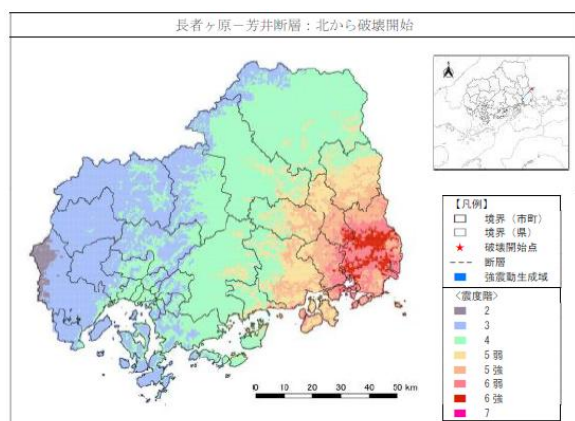 長者ヶ原－芳井断層：北から破壊開始
【凡例】
境界（市町）
境界（県）
破壊開始点
断層
強震動生成域
<震度階>
2
3
4
5 弱
5 強
6 弱
6 強
7
0 10 20 30 40 50 km